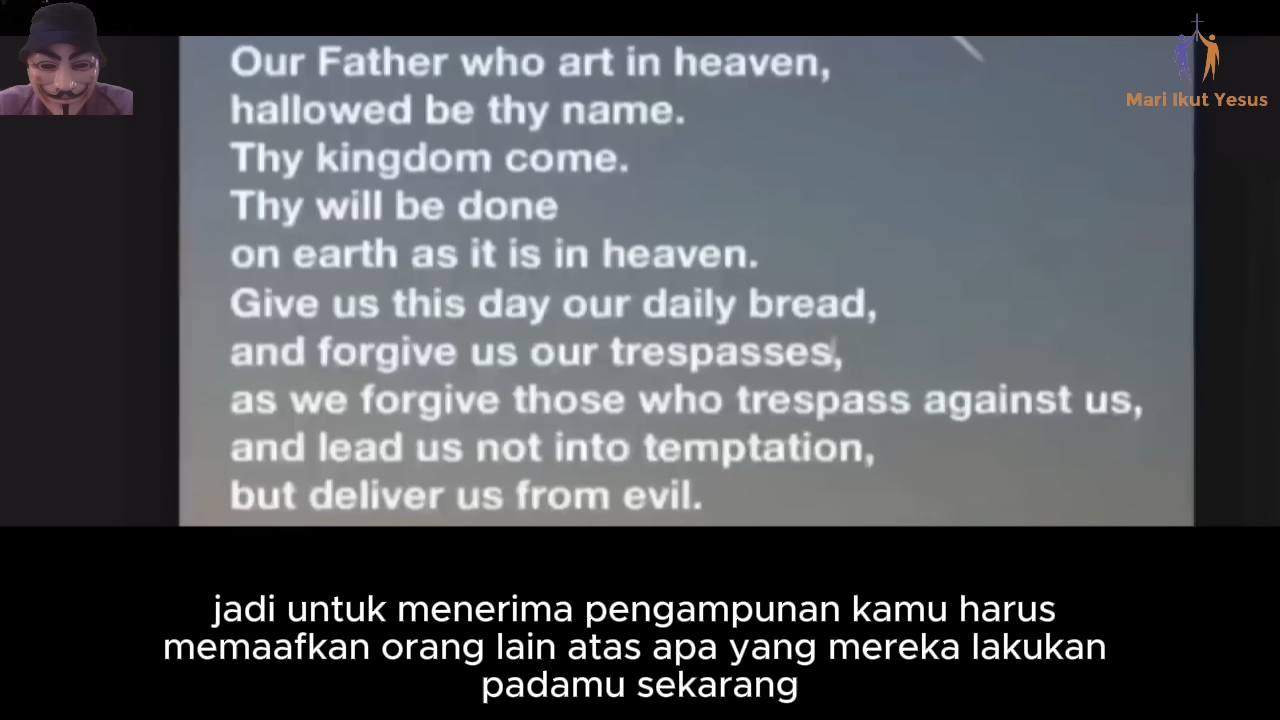 Our Father who art in heaven,
hallowed be thy name.
Thy kingdom come.
Thy will be done
on earth as it is in heaven.
Give us this day our daily bread,
and forgive us our trespasses,
as we forgive those who trespass against us,
and lead us not into temptation,
but deliver us from evil.
Mari Ikut Yesus
jadi untuk menerima pengampunan kamu harus
memaafkan orang lain atas apa yang mereka lakukan
padamu sekarang